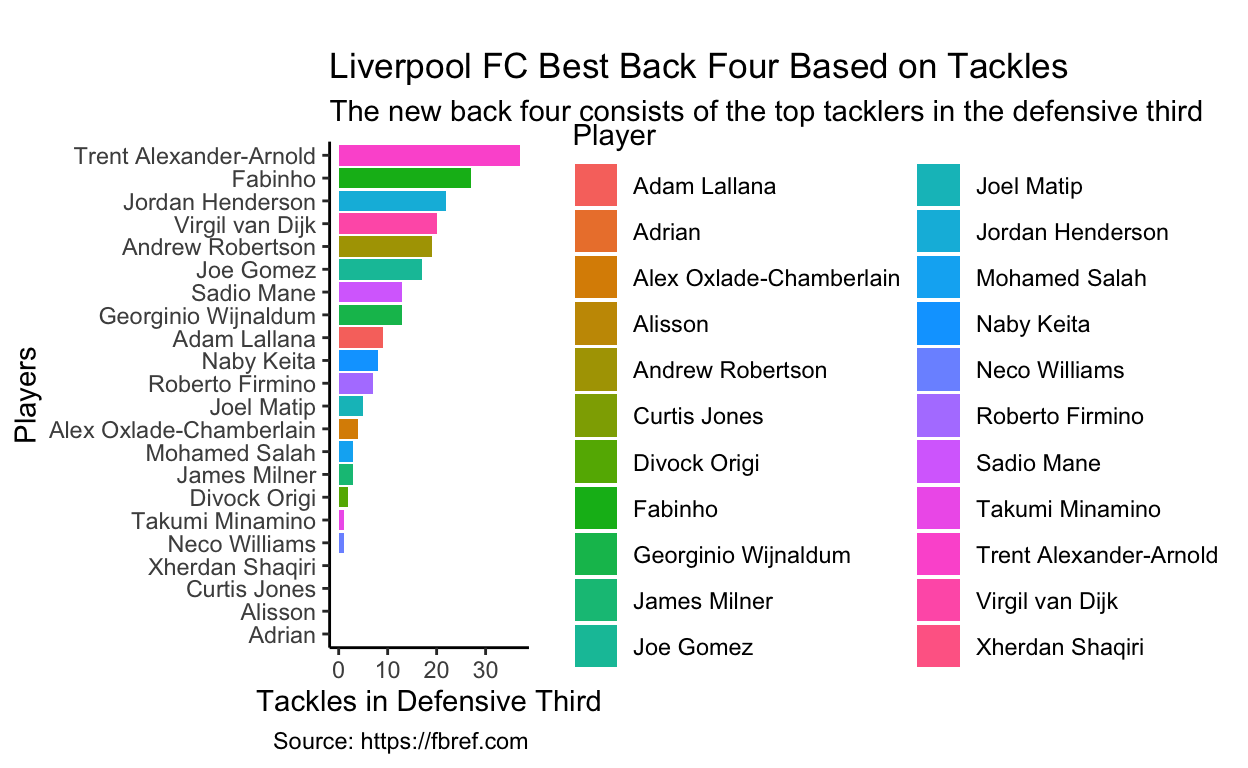 Liverpool FC Best Back Four Based on Tackles
The new back four consists of the top tacklers in the defensive third
Players
Trent Alexander-Arnold
Fabinho
Jordan Henderson
Virgil van Dijk
Andrew Robertson
Joe Gomez
Sadio Mane
Georginio Wijnaldum
Adam Lallana
Naby Keita
Roberto Firmino
Joel Matip
Alex Oxlade-Chamberlain
Mohamed Salah
James Milner
Divock Origi
Takumi Minamino
Neco Williams
Xherdan Shaqiri
Curtis Jones
Alisson
Adrian
0 10 20 30
Tackles in Defensive Third
Player
Adam Lallana
Adrian
Alex Oxlade-Chamberlain
Alisson
Andrew Robertson
Curtis Jones
Divock Origi
Fabinho
Georginio Wijnaldum
James Milner
Joe Gomez
Joel Matip
Jordan Henderson
Mohamed Salah
Naby Keita
Neco Williams
Roberto Firmino
Sadio Mane
Takumi Minamino
Trent Alexander-Arnold
Virgil van Dijk
Xherdan Shaqiri
Source: https://fbref.com